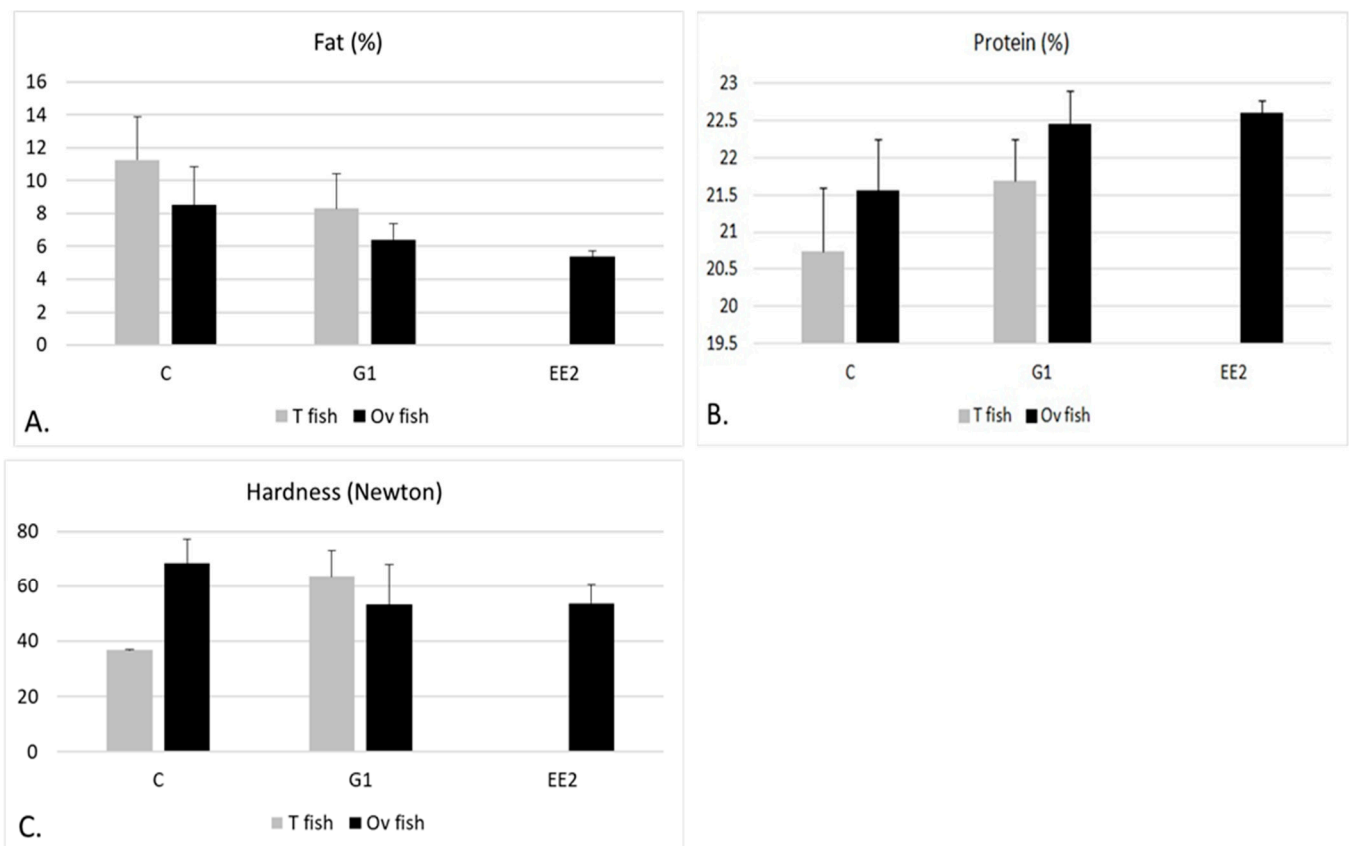 Fat (%)
16
14
12
10
8
6
4
2
0
C G1 EE2
T fish Ov fish
A.
Protein (%)
23
22.5
22
21.5
21
20.5
20
19.5
C G1 EE2
T fish Ov fish
B.
Hardness (Newton)
80
60
40
20
0
C G1 EE2
T fish Ov fish
C.